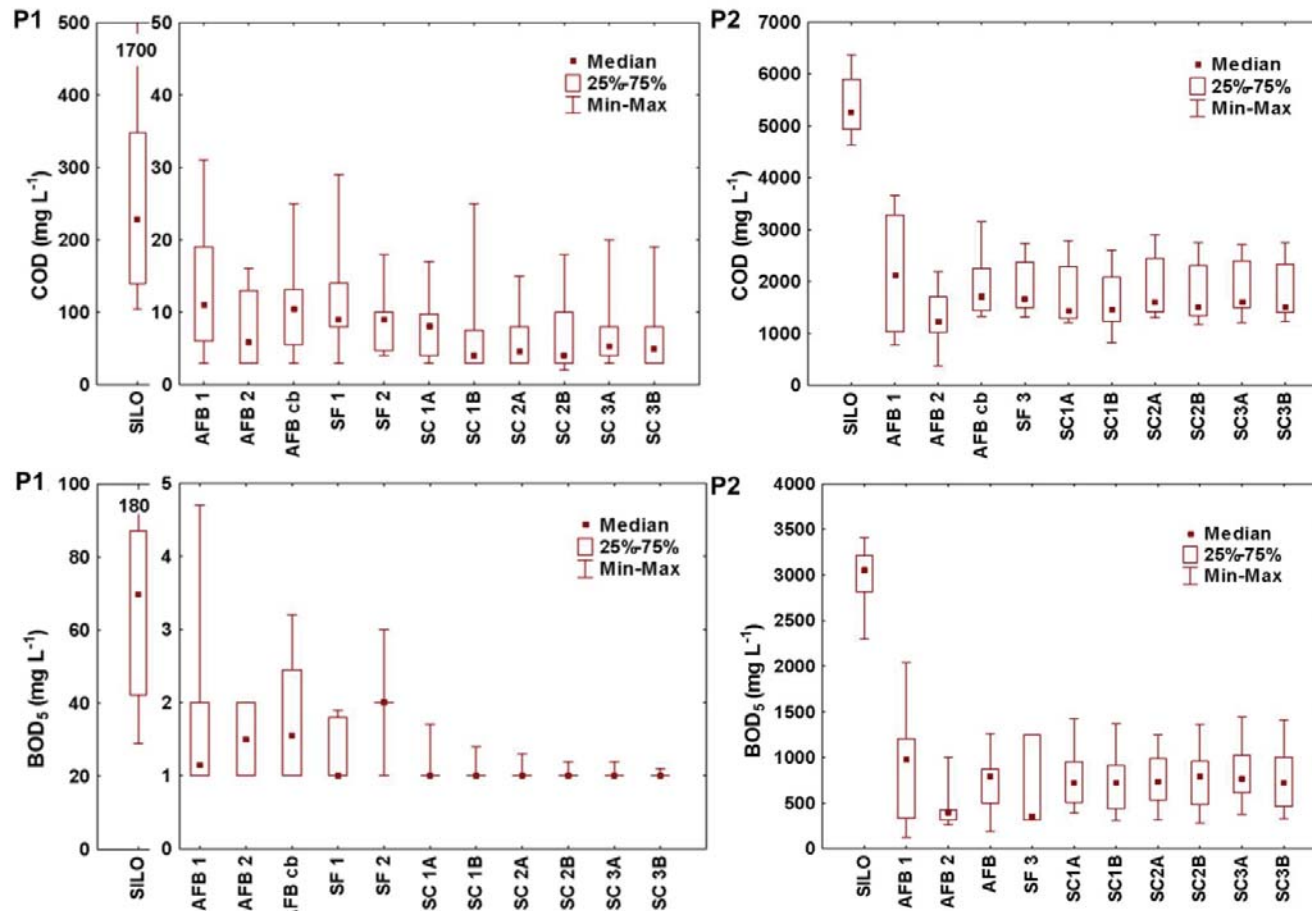 P1
500
1700
400
300
200
100
0
50
40
30
20
10
0
COD (mg L⁻¹)
Median
25%-75%
Min-Max
SILO
AFB 1
AFB 2
AFB cb
SF 1
SF 2
SC 1A
SC 1B
SC 2A
SC 2B
SC 3A
SC 3B
P2
7000
6000
5000
4000
3000
2000
1000
0
COD (mg L⁻¹)
Median
25%-75%
Min-Max
SILO
AFB 1
AFB 2
AFB cb
SF 3
SC1A
SC1B
SC2A
SC2B
SC3A
SC3B
P1
100
180
80
60
40
20
0
5
4
3
2
1
0
BOD₅ (mg L⁻¹)
Median
25%-75%
Min-Max
SILO
AFB 1
AFB 2
AFB cb
SF 1
SF 2
SC 1A
SC 1B
SC 2A
SC 2B
SC 3A
SC 3B
P2
4000
3500
3000
2500
2000
1500
1000
500
0
BOD₅ (mg L⁻¹)
Median
25%-75%
Min-Max
SILO
AFB 1
AFB 2
AFB
SF 3
SC1A
SC1B
SC2A
SC2B
SC3A
SC3B